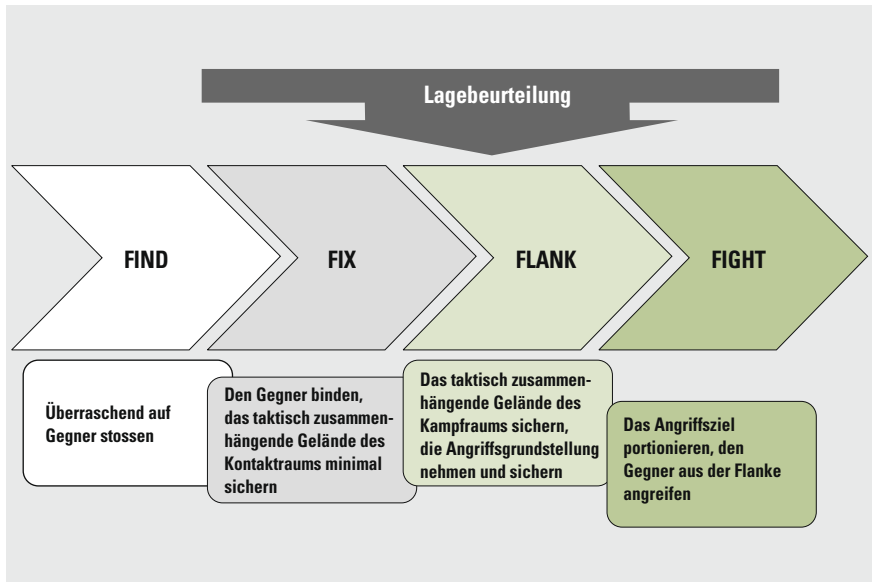 Lagebeurteilung
FIND
FIX
FLANK
FIGHT
Überraschend auf
Gegner stossen
Den Gegner binden,
das taktisch zusammen-
hängende Gelände des
Kontaktraums minimal
sichern
Das taktisch zusammen-
hängende Gelände des
Kampfraums sichern,
die Angriffsgrundstellung
nehmen und sichern
Das Angriffsziel
portionieren, den
Gegner aus der Flanke
angreifen